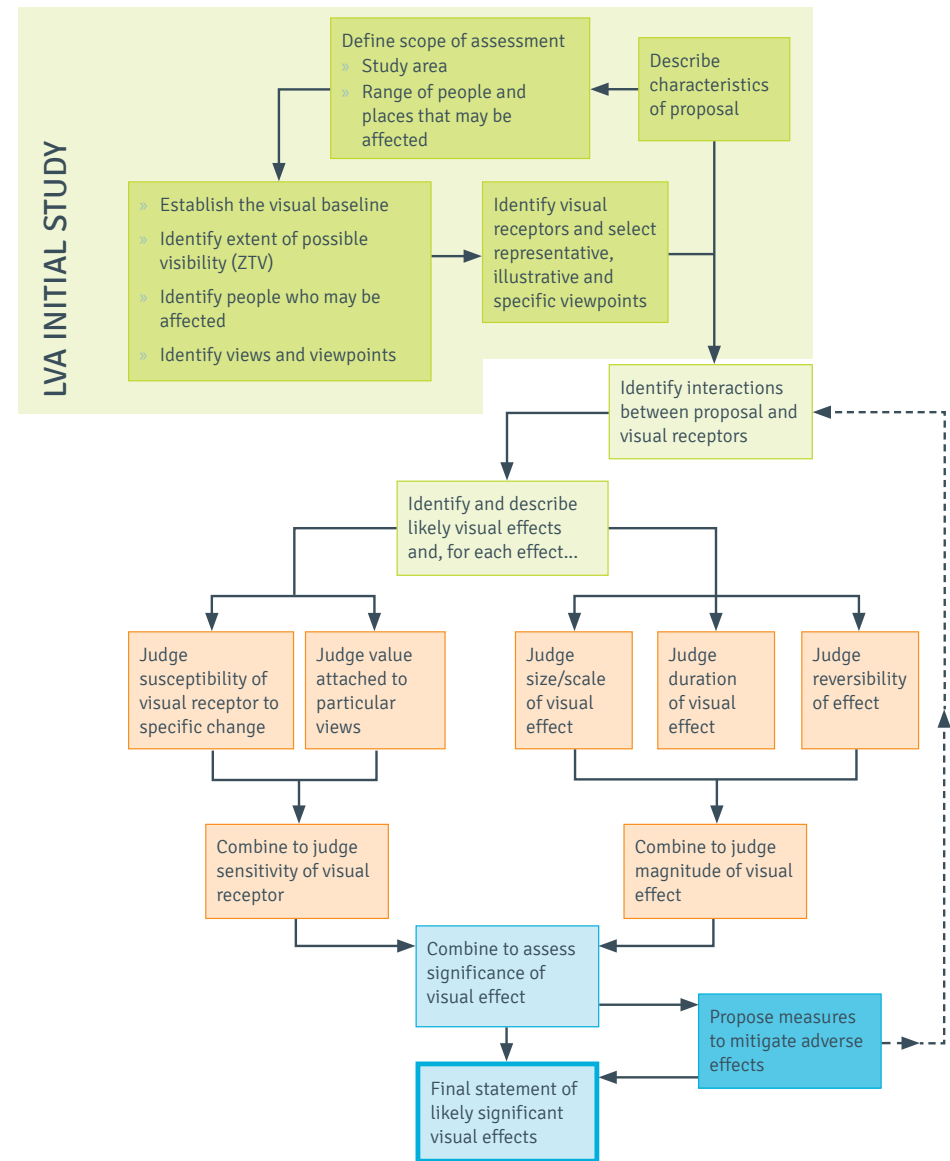 LVA INITIAL STUDY
Define scope of assessment
» Study area
» Range of people and
places that may be
affected
Describe
characteristics
of proposal
» Establish the visual baseline
» Identify extent of possible
visibility (ZTV)
» Identify people who may be
affected
» Identify views and viewpoints
Identify visual
receptors and select
representative,
illustrative and
specific viewpoints
Identify interactions
between proposal and
visual receptors
Identify and describe
likely visual effects
and, for each effect...
Judge
susceptibility of
visual receptor to
specific change
Judge value
attached to
particular
views
Judge
size/scale
of visual
effect
Judge
duration
of visual
effect
Judge
reversibility
of effect
Combine to judge
sensitivity of visual
receptor
Combine to judge
magnitude of visual
effect
Combine to assess
significance of
visual effect
Propose measures
to mitigate adverse
effects
Final statement of
likely significant
visual effects